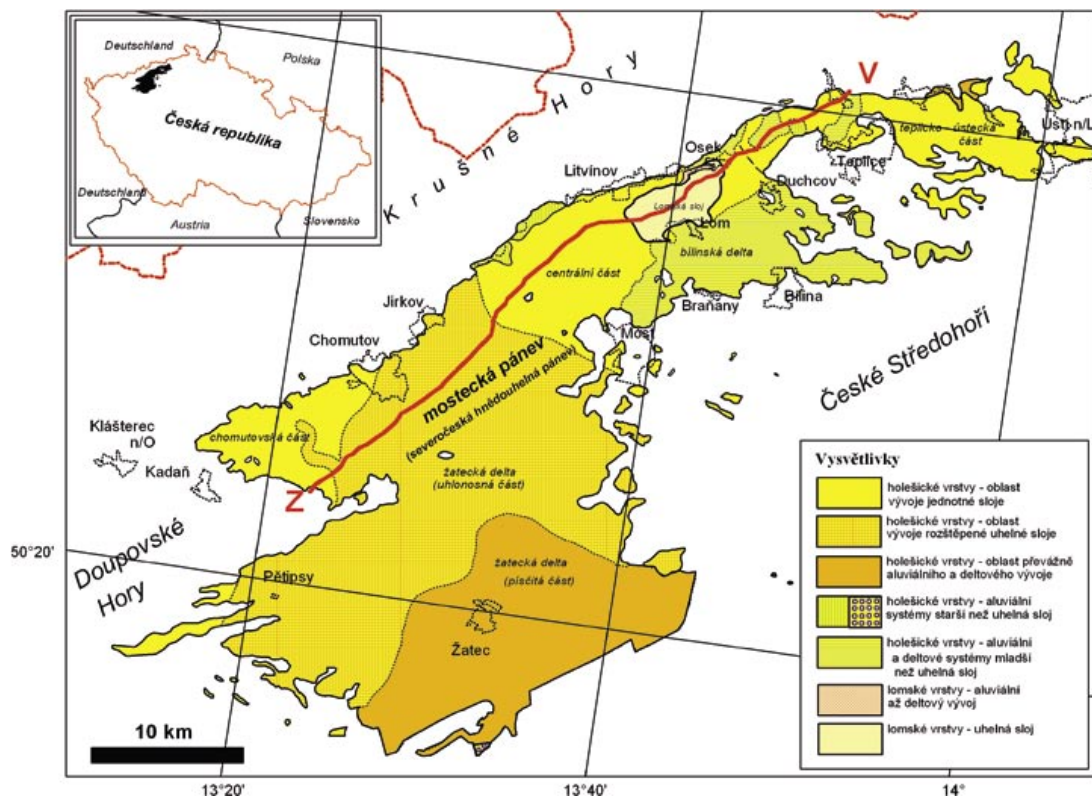 Deutschland
Polska
Česká republika
Deutschland
Austria
Slovensko
Krušné Hory
V
teplicko - ústecká
část
Ústí n/L
Teplice
Osek
Litvínov
Duchcov
Lomská sloj
Lom
bílinská delta
centrální část
Jirkov
Braňany
Bílina
Most
Chomutov
mostecká pánev
(severočeská hnědouhelná pánev)
České Středohoří
Klášterec
n/O
Kadaň
chomutovská část
žatecká delta
(uhlonosná část)
Z
Doupovské
Hory
50°20'
Pětipsy
žatecká delta
(písčitá část)
Žatec
10 km
13°20'
13°40'
14°
Vysvětlivky
holešické vrstvy - oblast
vývoje jednotné sloje
holešické vrstvy - oblast
vývoje rozštěpené uhelné sloje
holešické vrstvy - oblast převážně
aluviálního a deltového vývoje
holešické vrstvy - aluviální
systémy starší než uhelná sloj
holešické vrstvy - aluviální
a deltové systémy mladší
než uhelná sloj
lomské vrstvy - aluviální
až deltový vývoj
lomské vrstvy - uhelná sloj